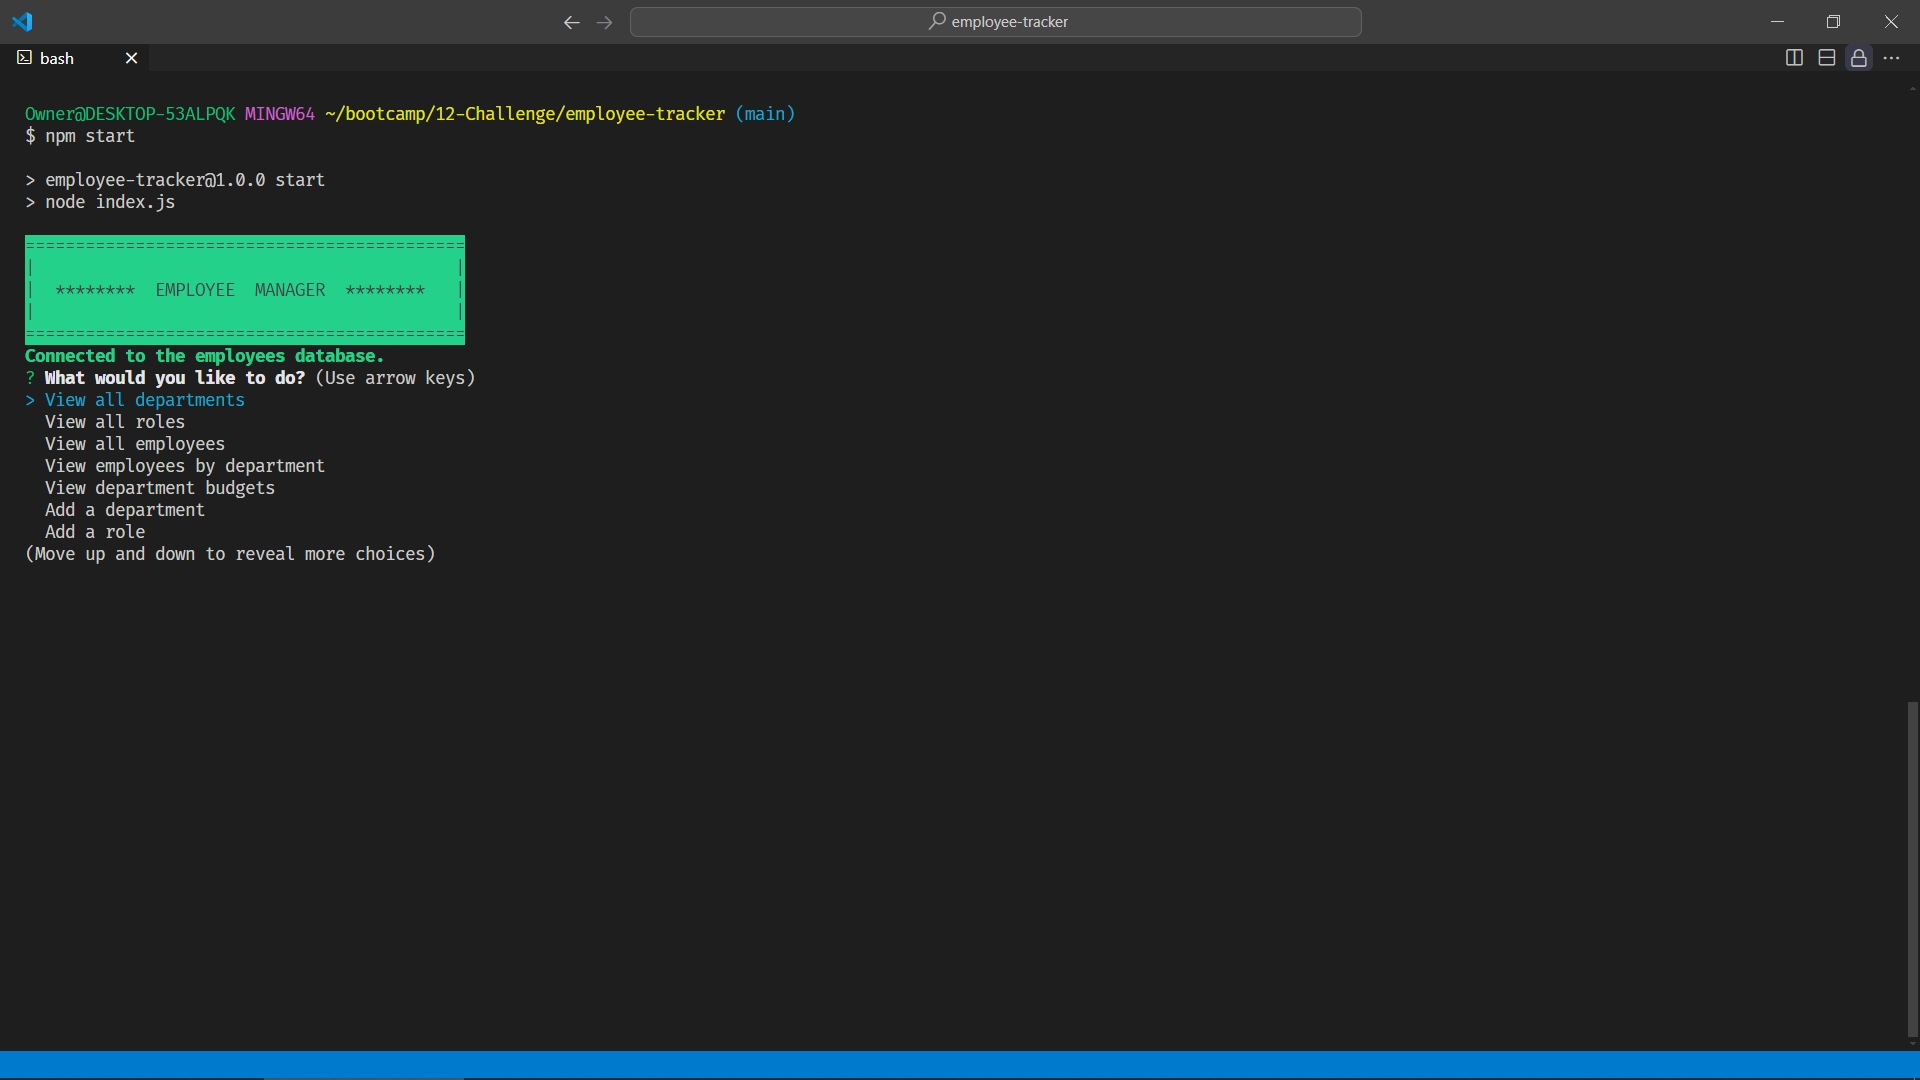 employee-tracker
bash
Owner@DESKTOP-53ALPQK MINGW64 ~/bootcamp/12-Challenge/employee-tracker (main)
$ npm start
> employee-tracker@1.0.0 start
> node index.js
============================================
|                                          |
|  ********  EMPLOYEE  MANAGER  ********   |
|                                          |
============================================
Connected to the employees database.
? What would you like to do? (Use arrow keys)
> View all departments
  View all roles
  View all employees
  View employees by department
  View department budgets
  Add a department
  Add a role
(Move up and down to reveal more choices)